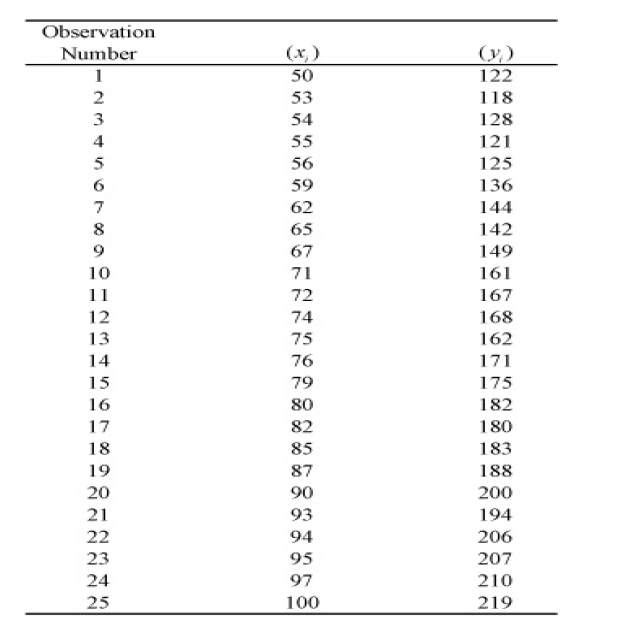 Observation
Number (x_i) (y_i)
1 50 122
2 53 118
3 54 128
4 55 121
5 56 125
6 59 136
7 62 144
8 65 142
9 67 149
10 71 161
11 72 167
12 74 168
13 75 162
14 76 171
15 79 175
16 80 182
17 82 180
18 85 183
19 87 188
20 90 200
21 93 194
22 94 206
23 95 207
24 97 210
25 100 219